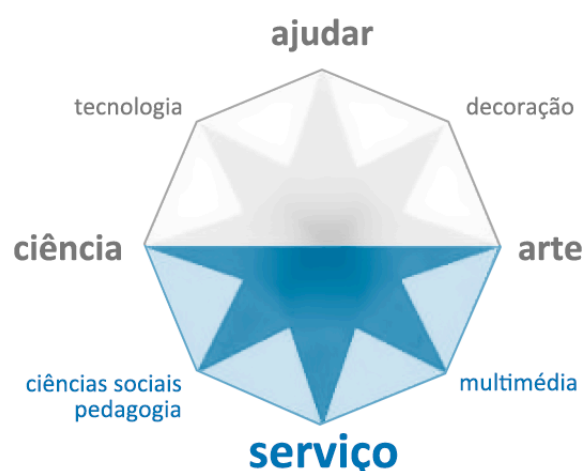 ajudar
tecnologia
decoração
ciência
arte
ciências sociais
pedagogia
multimédia
serviço